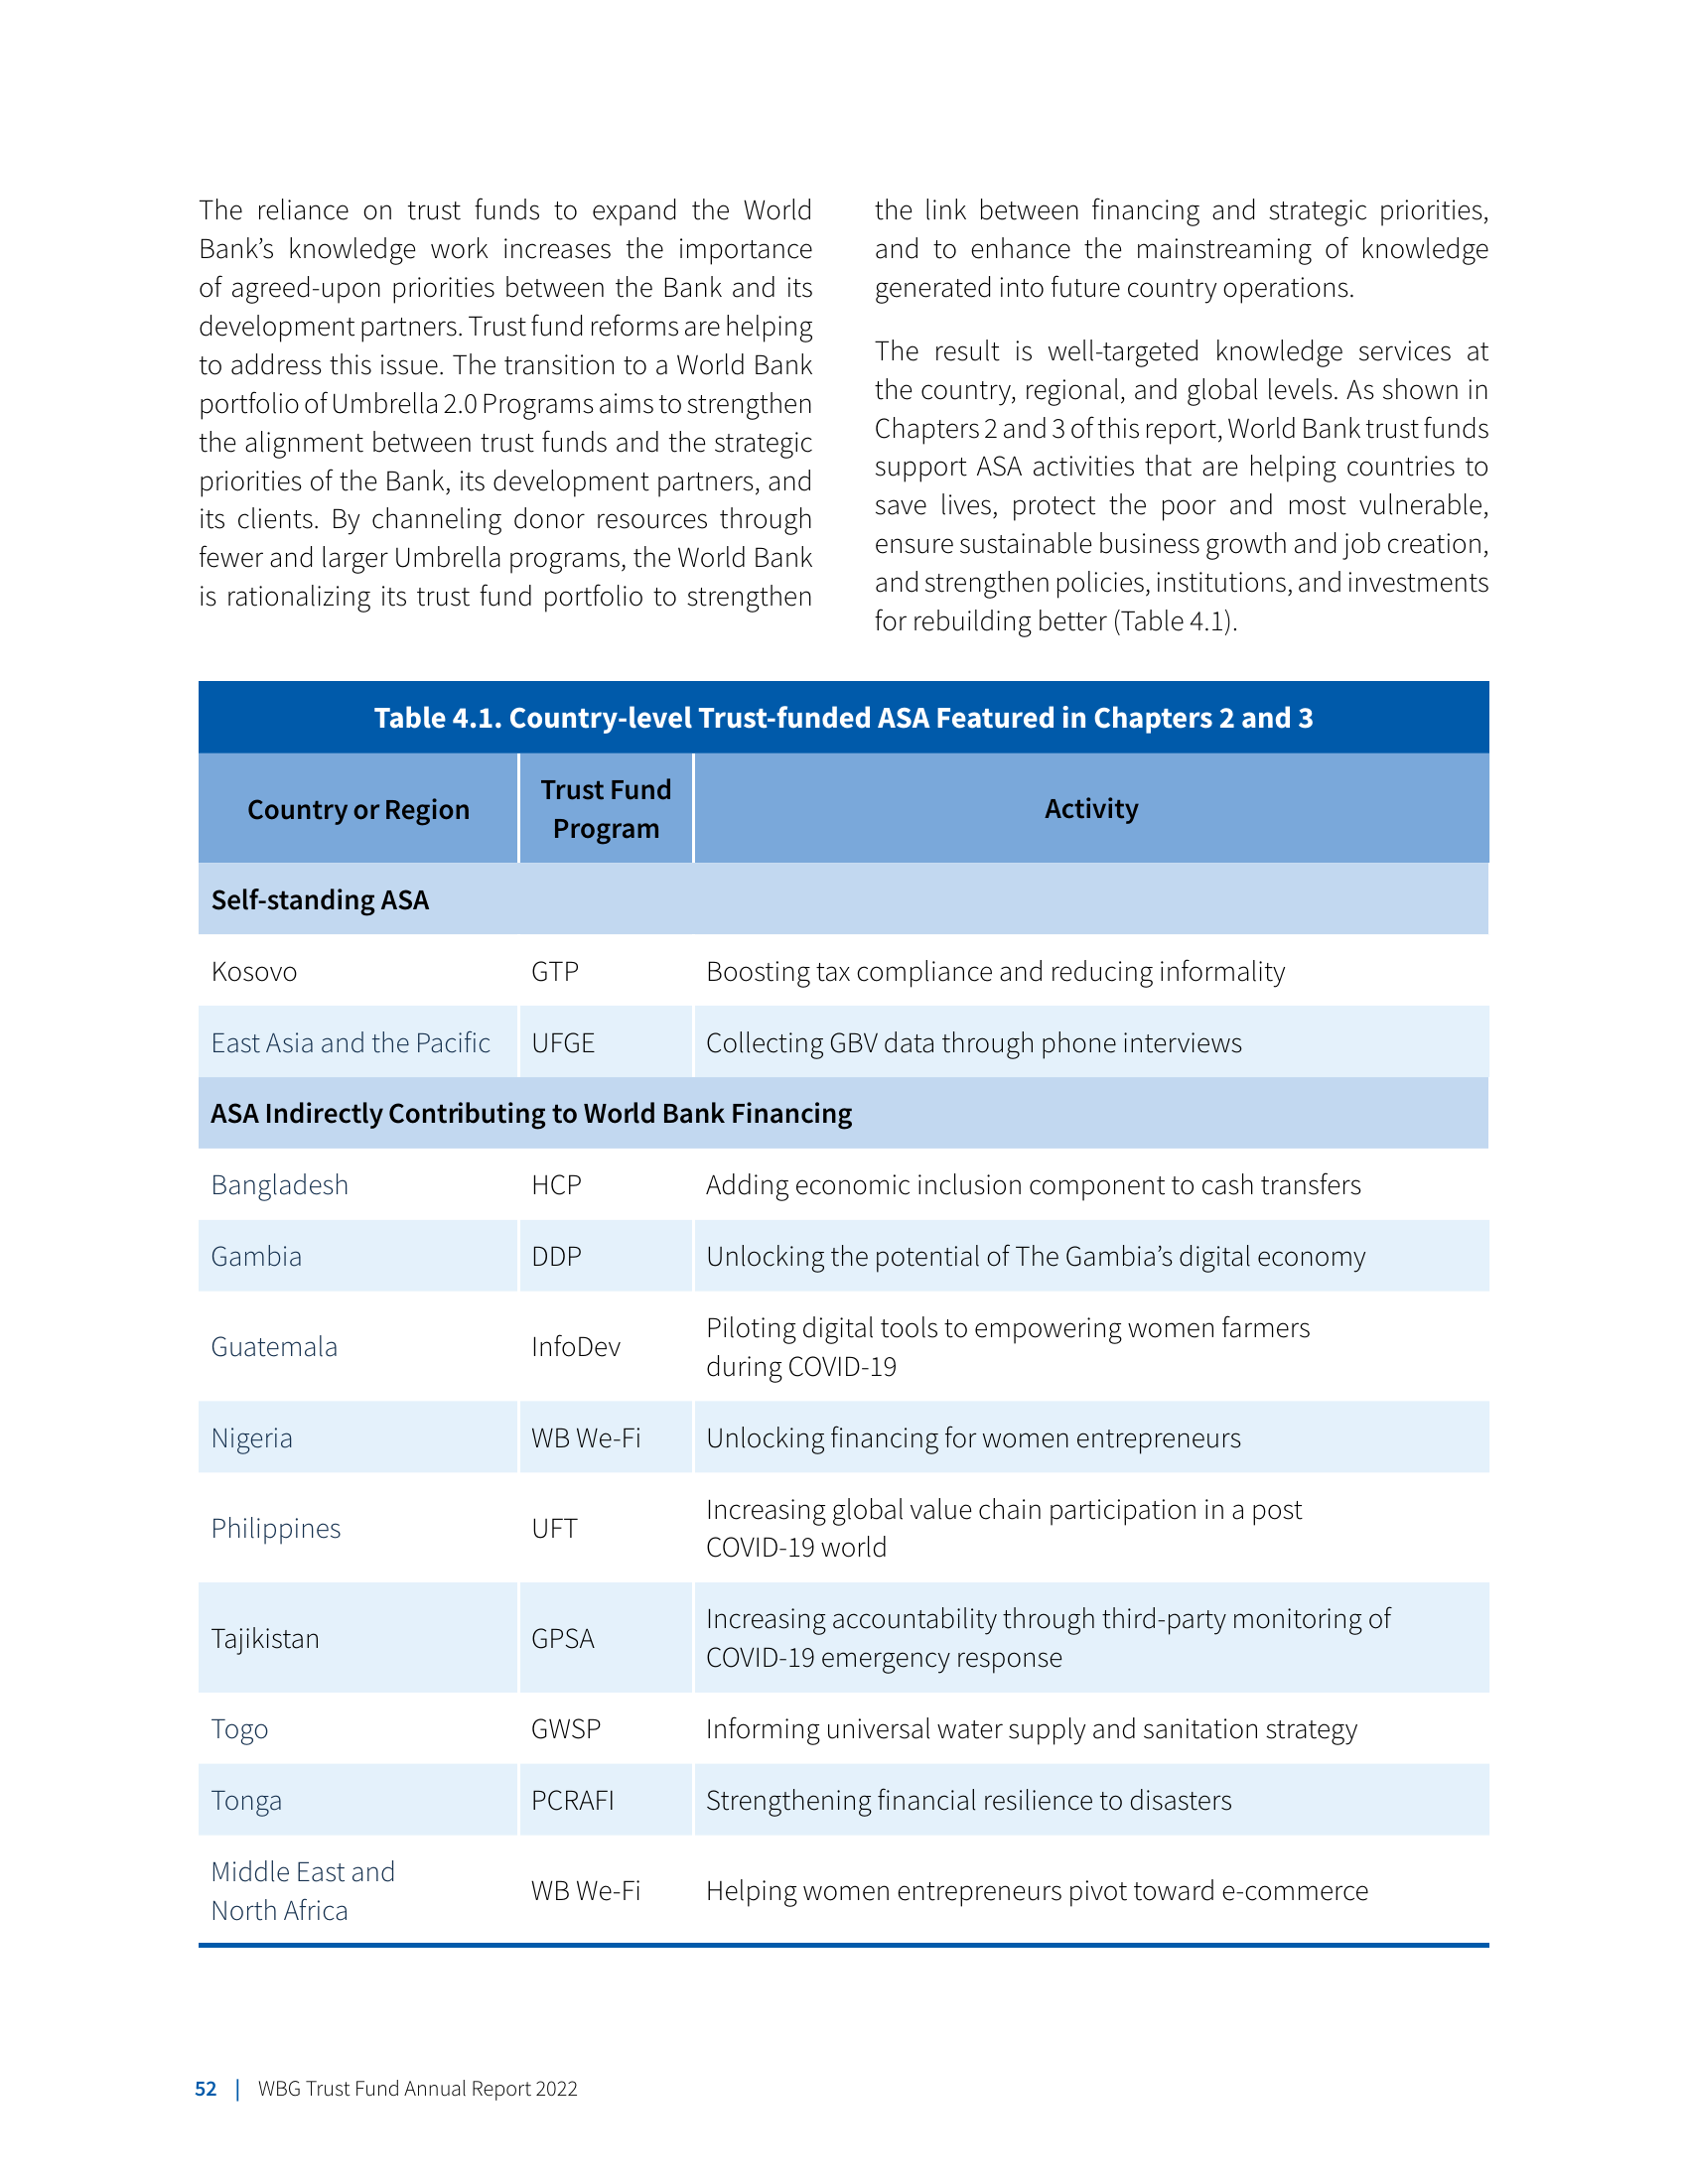 The reliance on trust funds to expand the World
Bank’s knowledge work increases the importance
of agreed-upon priorities between the Bank and its
development partners. Trust fund reforms are helping
to address this issue. The transition to a World Bank
portfolio of Umbrella 2.0 Programs aims to strengthen
the alignment between trust funds and the strategic
priorities of the Bank, its development partners, and
its clients. By channeling donor resources through
fewer and larger Umbrella programs, the World Bank
is rationalizing its trust fund portfolio to strengthen
the link between financing and strategic priorities,
and to enhance the mainstreaming of knowledge
generated into future country operations.
The result is well-targeted knowledge services at
the country, regional, and global levels. As shown in
Chapters 2 and 3 of this report, World Bank trust funds
support ASA activities that are helping countries to
save lives, protect the poor and most vulnerable,
ensure sustainable business growth and job creation,
and strengthen policies, institutions, and investments
for rebuilding better (Table 4.1).
Table 4.1. Country-level Trust-funded ASA Featured in Chapters 2 and 3
Country or Region
Trust Fund
Program
Activity
Self-standing ASA
Kosovo GTP Boosting tax compliance and reducing informality
East Asia and the Pacific UFGE Collecting GBV data through phone interviews
ASA Indirectly Contributing to World Bank Financing
Bangladesh HCP Adding economic inclusion component to cash transfers
Gambia DDP Unlocking the potential of The Gambia’s digital economy
Guatemala InfoDev Piloting digital tools to empowering women farmers
during COVID-19
Nigeria WB We-Fi Unlocking financing for women entrepreneurs
Philippines UFT Increasing global value chain participation in a post
COVID-19 world
Tajikistan GPSA Increasing accountability through third-party monitoring of
COVID-19 emergency response
Togo GWSP Informing universal water supply and sanitation strategy
Tonga PCRAFI Strengthening financial resilience to disasters
Middle East and
North Africa WB We-Fi Helping women entrepreneurs pivot toward e-commerce
52 | WBG Trust Fund Annual Report 2022